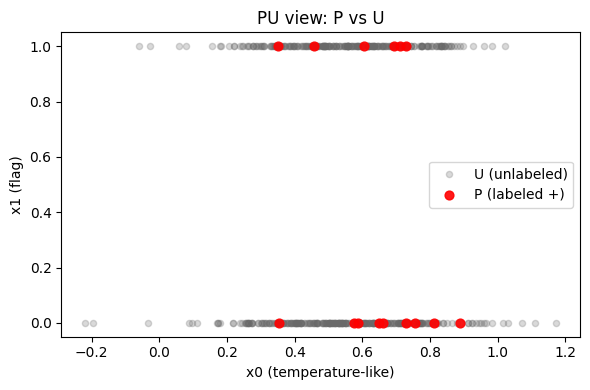 PU view: P vs U
1.0
0.8
0.6
0.4
0.2
0.0
x1 (flag)
U (unlabeled)
P (labeled +)
−0.2 0.0 0.2 0.4 0.6 0.8 1.0 1.2
x0 (temperature-like)